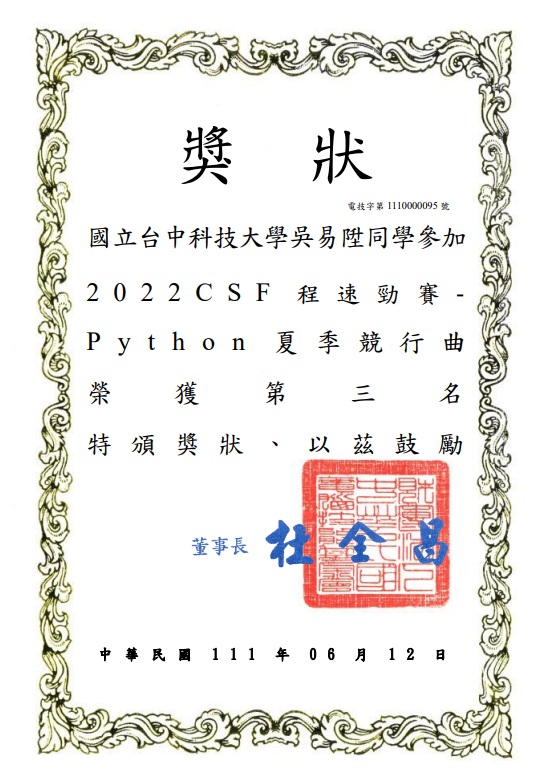 獎狀
電技字第 1110000095 號
國立台中科技大學吳易陞同學參加
2022CSF 程速勁賽-
Python 夏季競行曲
榮獲第三名
特頒獎狀、以茲鼓勵
董事長 杜全昌
中華民國 111 年 06 月 12 日